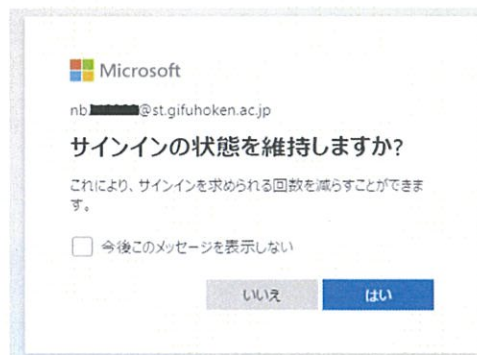 Microsoft
nb @st.gifuhoken.ac.jp
サインインの状態を維持しますか?
これにより、サインインを求められる回数を減らすことができま
す。
今後このメッセージを表示しない
いいえ
はい